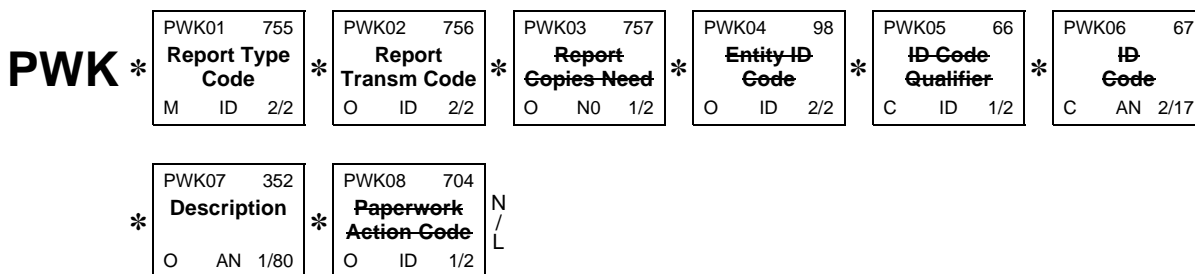 PWK01 755
Report Type
Code
M ID 2/2
PWK02 756
Report
Transm Code
O ID 2/2
PWK03 757
Report
Copies Need
O N0 1/2
PWK04 98
Entity ID
Code
O ID 2/2
PWK05 66
ID Code
Qualifier
C ID 1/2
PWK06 67
ID
Code
C AN 2/17
PWK * * * * * *
PWK07 352
Description
O AN 1/80
PWK08 704
Paperwork
Action Code
O ID 1/2
* *
N
/
L